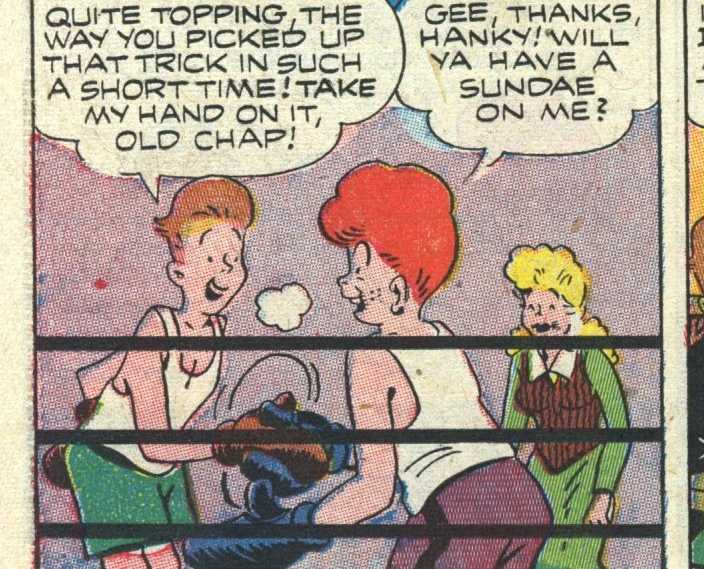 QUITE TOPPING, THE
WAY YOU PICKED UP
THAT TRICK IN SUCH
A SHORT TIME! TAKE
MY HAND ON IT,
OLD CHAP!
GEE, THANKS,
HANKY! WILL
YA HAVE A
SUNDAE
ON ME?